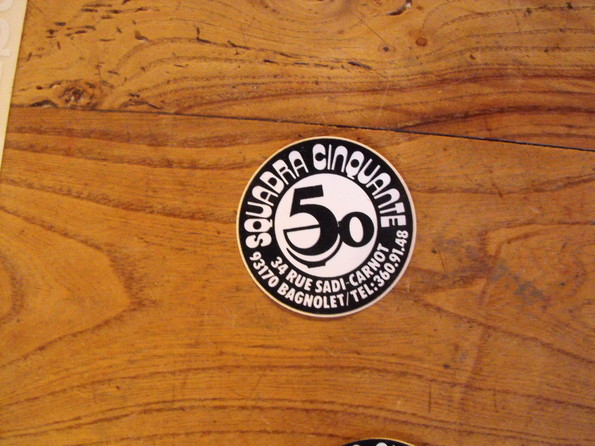 SQUADRA CINQUANTE
50
34 RUE SADI-CARNOT
93170 BAGNOLET/TEL:360.91.48